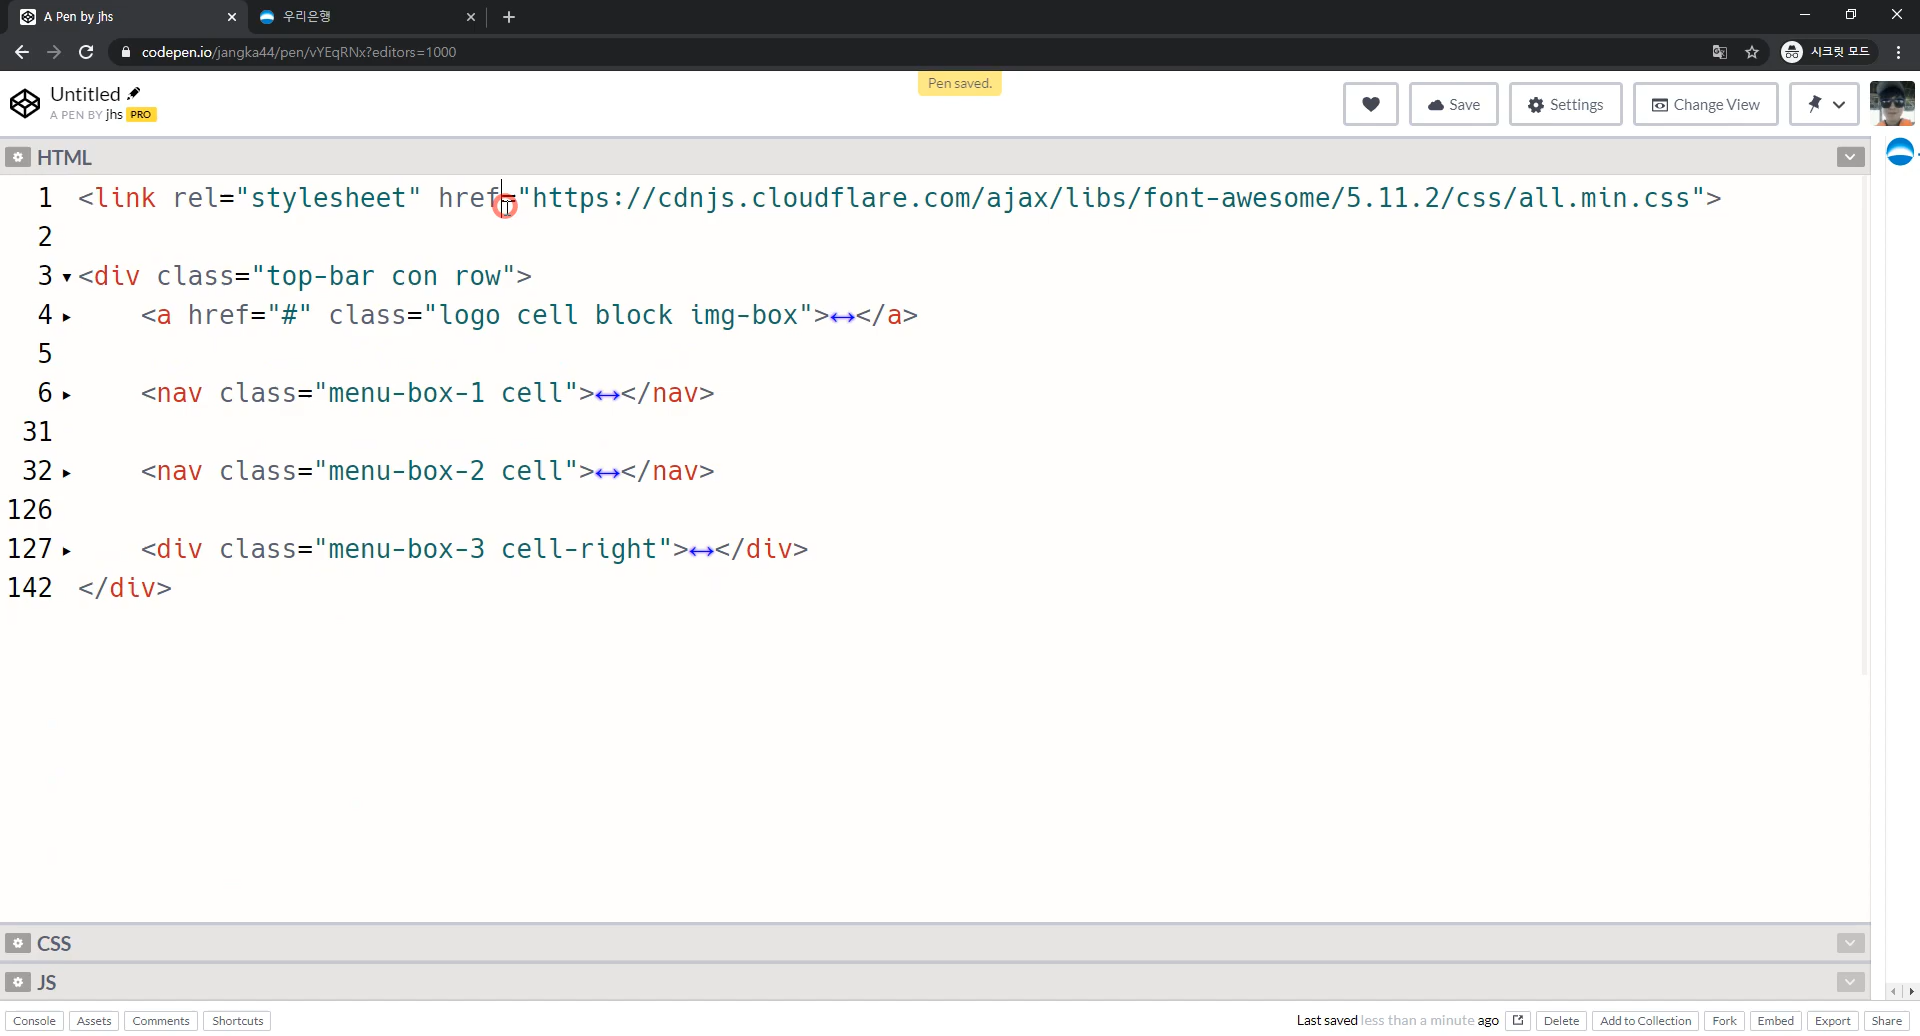 A Pen by jhs
우리은행
codepen.io/jangka44/pen/vYEqRNx?editors=1000
시크릿 모드
Pen saved.
Untitled
A PEN BY jhs PRO
Save
Settings
Change View
HTML
1 <link rel="stylesheet" href="https://cdnjs.cloudflare.com/ajax/libs/font-awesome/5.11.2/css/all.min.css">
2
3 <div class="top-bar con row">
4 <a href="#" class="logo cell block img-box">↔</a>
5
6 <nav class="menu-box-1 cell">↔</nav>
31
32 <nav class="menu-box-2 cell">↔</nav>
126
127 <div class="menu-box-3 cell-right">↔</div>
142 </div>
CSS
JS
Console Assets Comments Shortcuts
Last saved less than a minute ago Delete Add to Collection Fork Embed Export Share